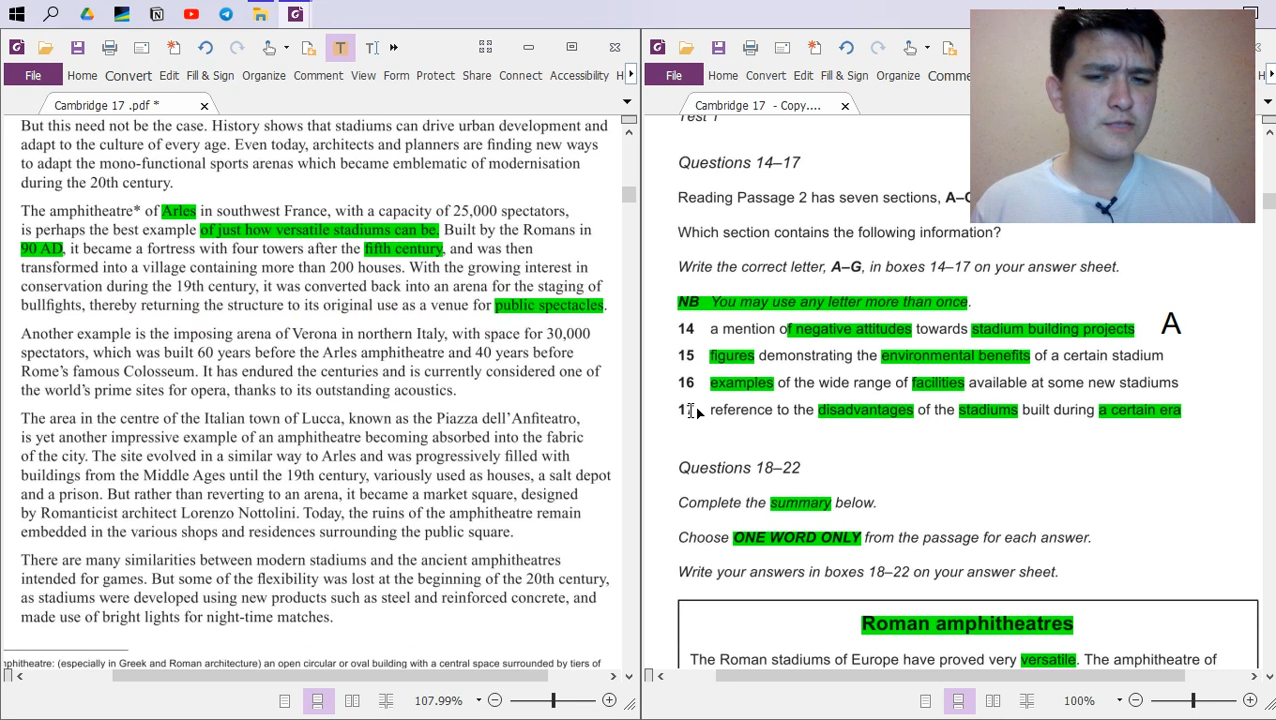 File Home Convert Edit Fill & Sign Organize Comment View Form Protect Share Connect Accessibility H
Cambridge 17 .pdf *
But this need not be the case. History shows that stadiums can drive urban development and
adapt to the culture of every age. Even today, architects and planners are finding new ways
to adapt the mono-functional sports arenas which became emblematic of modernisation
during the 20th century.
The amphitheatre* of Arles in southwest France, with a capacity of 25,000 spectators,
is perhaps the best example of just how versatile stadiums can be. Built by the Romans in
90 AD, it became a fortress with four towers after the fifth century, and was then
transformed into a village containing more than 200 houses. With the growing interest in
conservation during the 19th century, it was converted back into an arena for the staging of
bullfights, thereby returning the structure to its original use as a venue for public spectacles.
Another example is the imposing arena of Verona in northern Italy, with space for 30,000
spectators, which was built 60 years before the Arles amphitheatre and 40 years before
Rome's famous Colosseum. It has endured the centuries and is currently considered one of
the world's prime sites for opera, thanks to its outstanding acoustics.
The area in the centre of the Italian town of Lucca, known as the Piazza dell'Anfiteatro,
is yet another impressive example of an amphitheatre becoming absorbed into the fabric
of the city. The site evolved in a similar way to Arles and was progressively filled with
buildings from the Middle Ages until the 19th century, variously used as houses, a salt depot
and a prison. But rather than reverting to an arena, it became a market square, designed
by Romanticist architect Lorenzo Nottolini. Today, the ruins of the amphitheatre remain
embedded in the various shops and residences surrounding the public square.
There are many similarities between modern stadiums and the ancient amphitheatres
intended for games. But some of the flexibility was lost at the beginning of the 20th century,
as stadiums were developed using new products such as steel and reinforced concrete, and
made use of bright lights for night-time matches.
phitheatre: (especially in Greek and Roman architecture) an open circular or oval building with a central space surrounded by tiers of
107.99%
File Home Convert Edit Fill & Sign Organize Comme
Cambridge 17 - Copy....
Test 1
Questions 14–17
Reading Passage 2 has seven sections, A–G
Which section contains the following information?
Write the correct letter, A–G, in boxes 14–17 on your answer sheet.
NB You may use any letter more than once.
14 a mention of negative attitudes towards stadium building projects A
15 figures demonstrating the environmental benefits of a certain stadium
16 examples of the wide range of facilities available at some new stadiums
17 reference to the disadvantages of the stadiums built during a certain era
Questions 18–22
Complete the summary below.
Choose ONE WORD ONLY from the passage for each answer.
Write your answers in boxes 18–22 on your answer sheet.
Roman amphitheatres
The Roman stadiums of Europe have proved very versatile. The amphitheatre of
100%